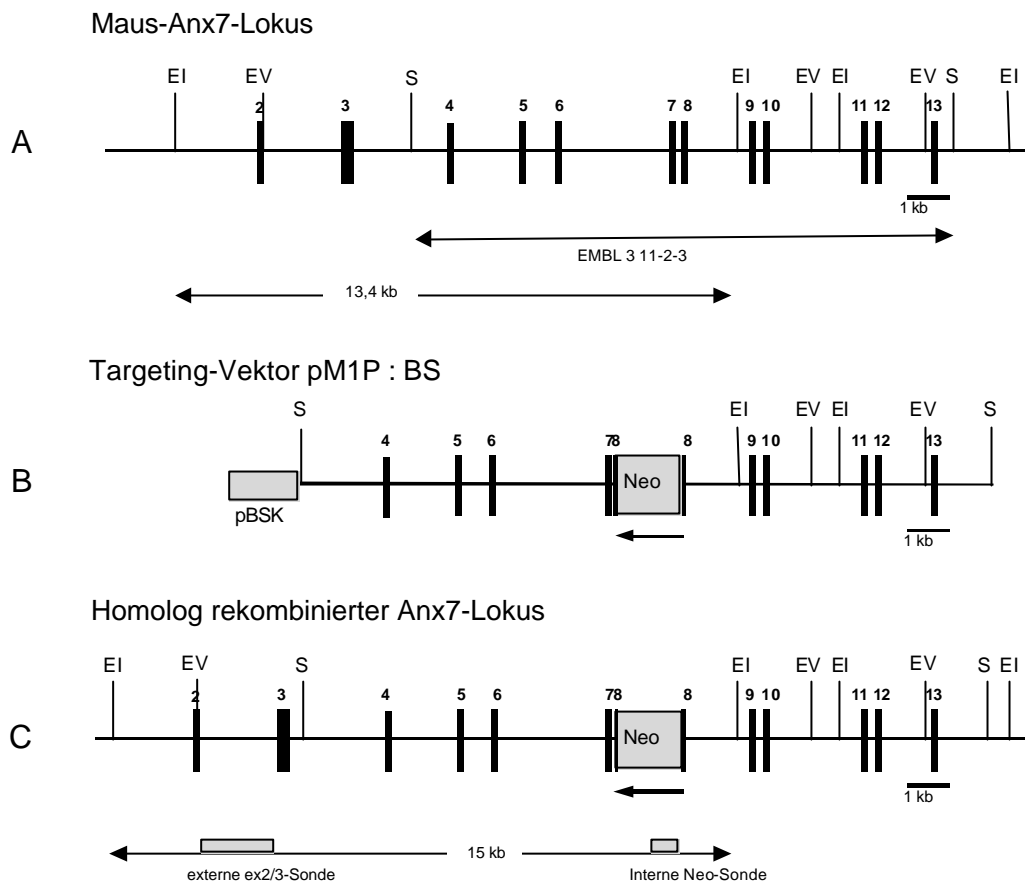 Maus-Anx7-Lokus
EI EV S EI EV EI EV S EI
2 3 4 5 6 7 8 9 10 11 12 13
A
1 kb
EMBL 3 11-2-3
13,4 kb
Targeting-Vektor pM1P : BS
S EI EV EI EV S
4 5 6 7 8 8 9 10 11 12 13
B
Neo
pBSK
1 kb
Homolog rekombinierter Anx7-Lokus
EI EV S EI EV EI EV S EI
2 3 4 5 6 7 8 8 9 10 11 12 13
C
Neo
1 kb
15 kb
externe ex2/3-Sonde Interne Neo-Sonde